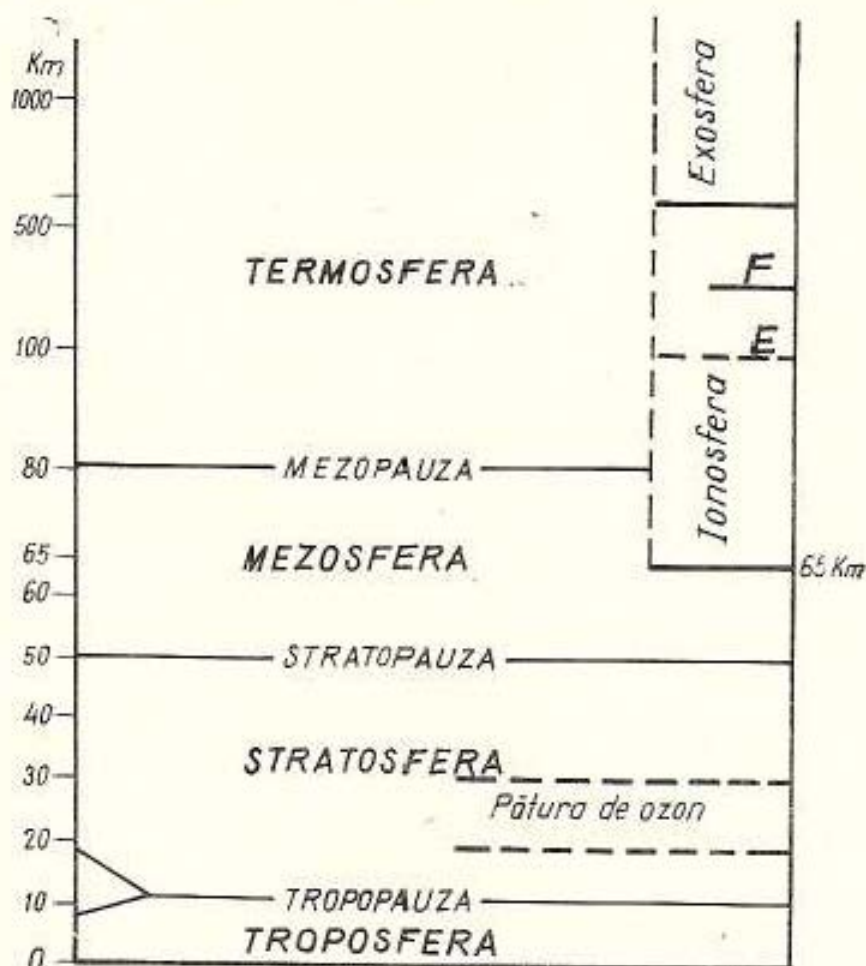 Km
1000
Exosfera
500
TERMOSFERA
F
100
E
Ionosfera
80
MEZOPAUZA
65
MEZOSFERA
65 Km
60
50
STRATOPAUZA
40
STRATOSFERA
30
Pătura de ozon
20
10
TROPOPAUZA
TROPOSFERA
0